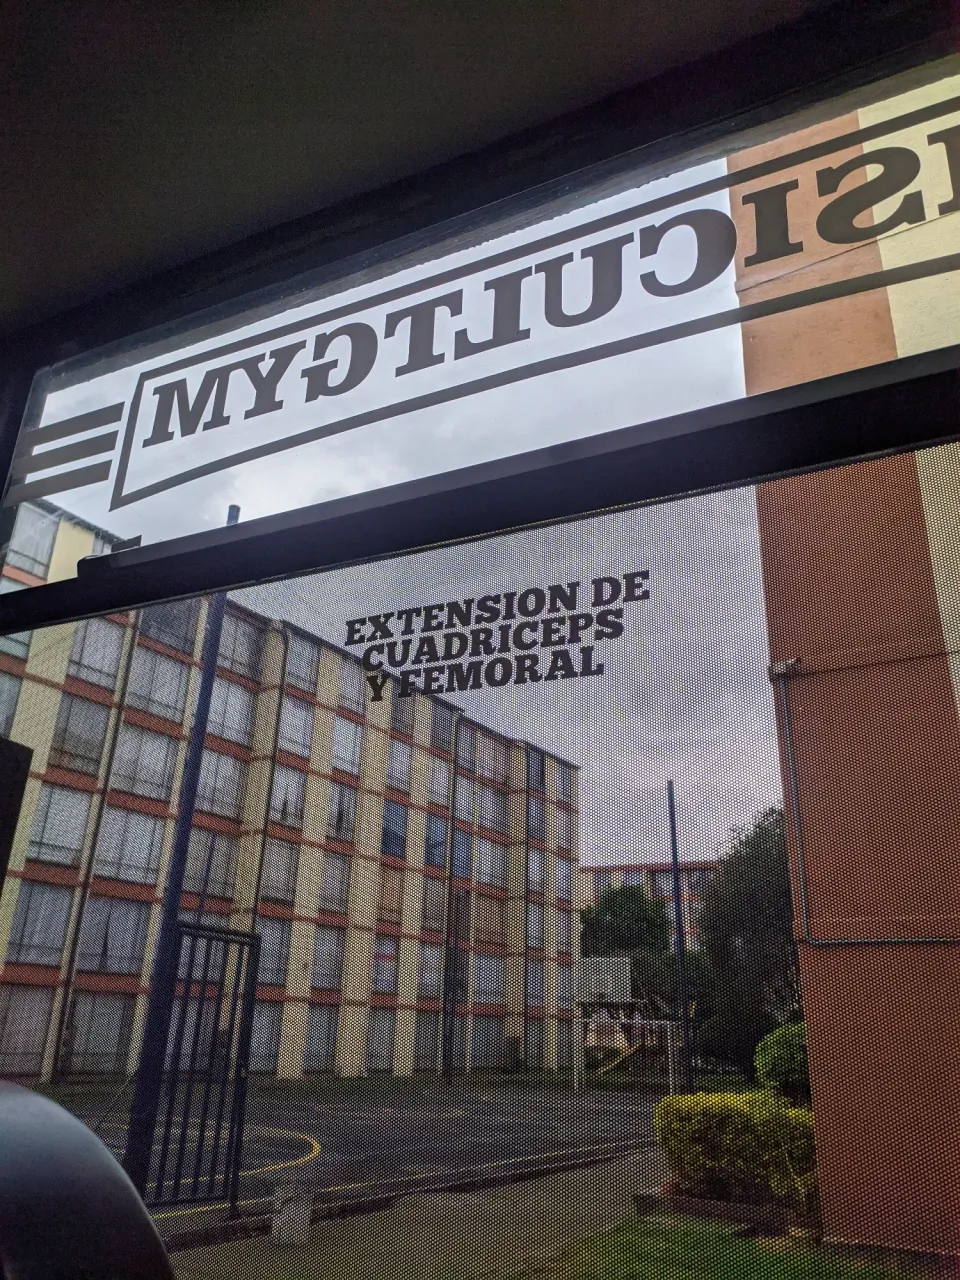 ISICULTGYM
EXTENSION DE
CUADRICEPS
Y FEMORAL